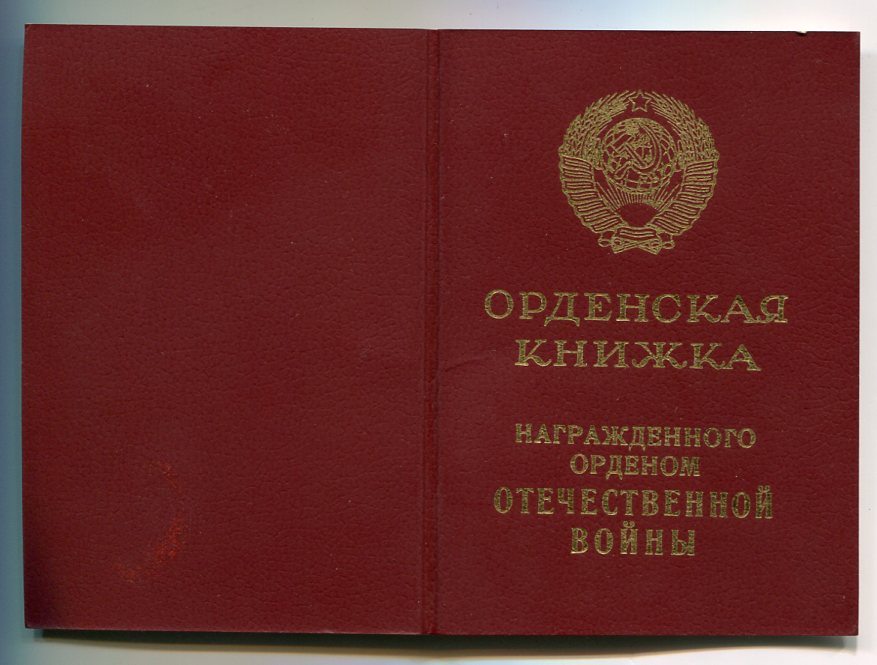 ОРДЕНСКАЯ
КНИЖКА
НАГРАЖДЕННОГО
ОРДЕНОМ
ОТЕЧЕСТВЕННОЙ
ВОЙНЫ